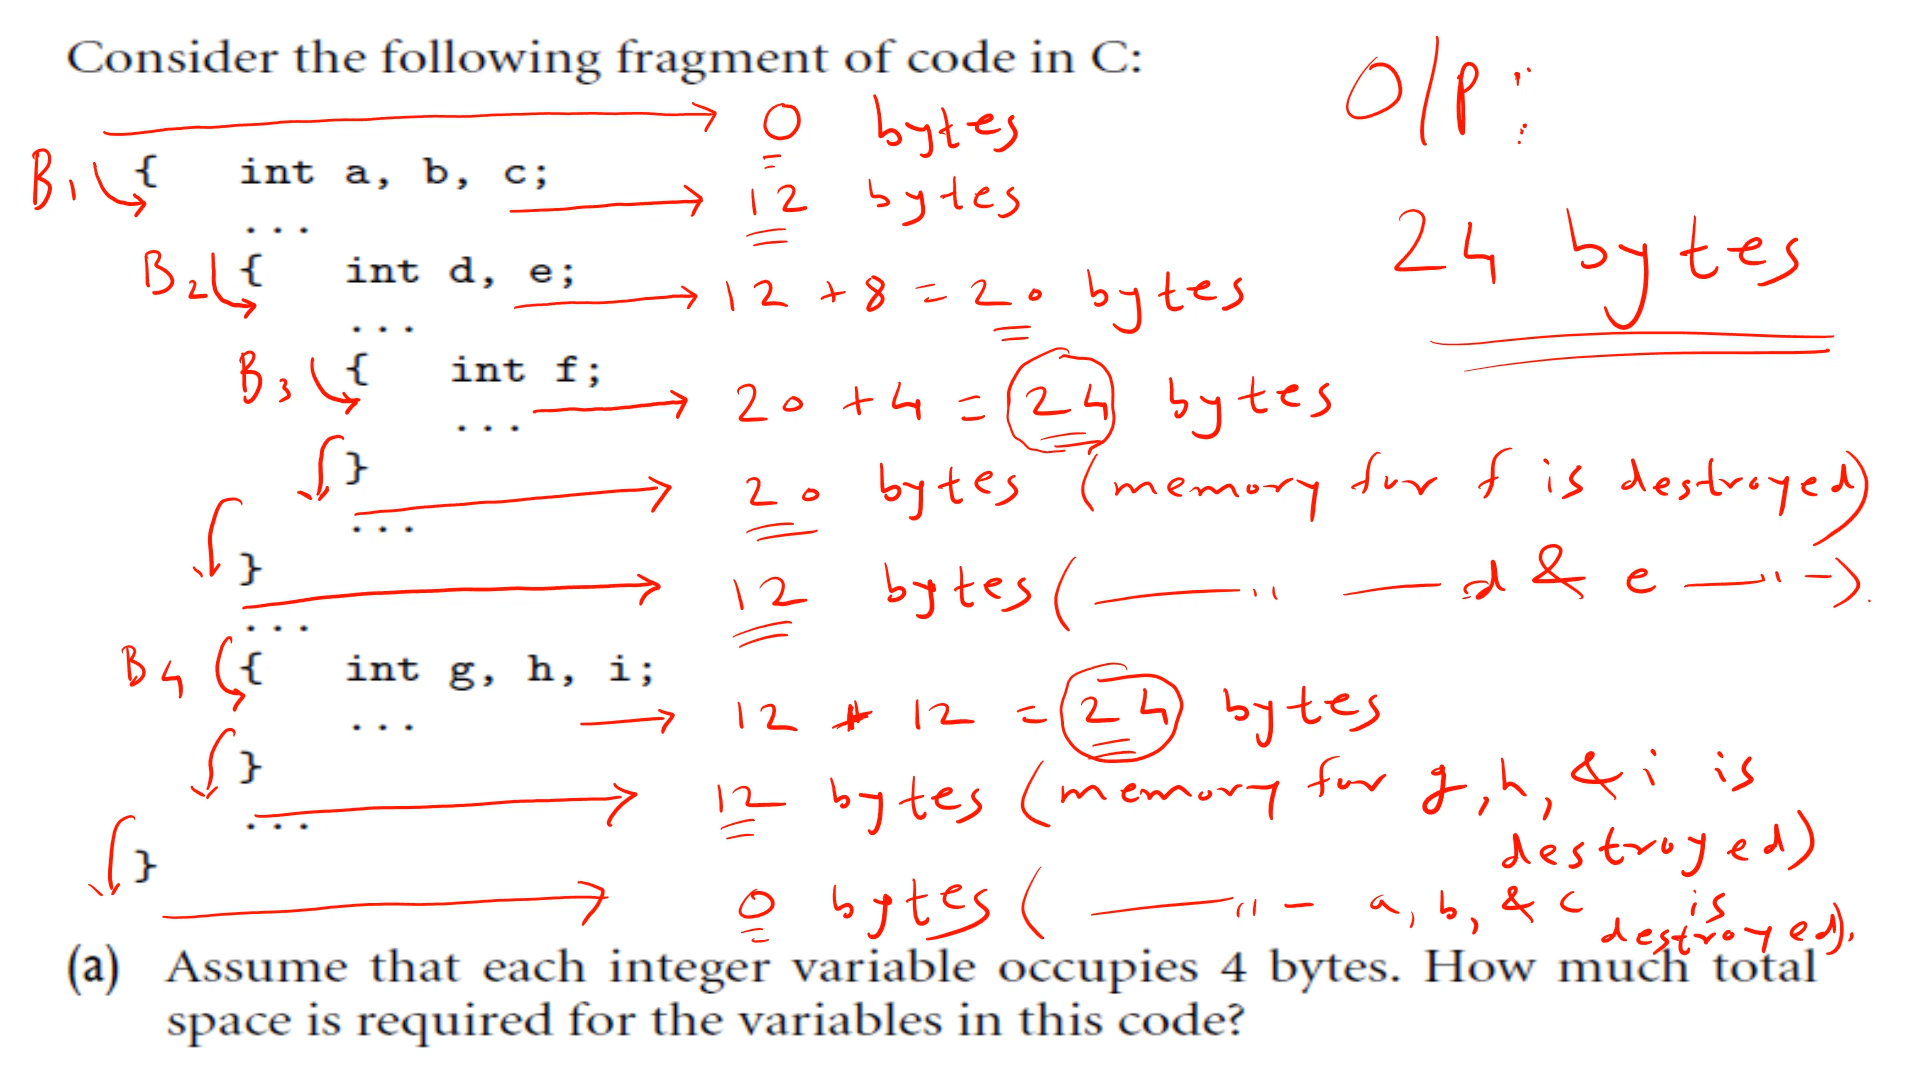 Consider the following fragment of code in C:
O/P :
0 bytes
B1 { int a, b, c;
12 bytes
...
24 bytes
B2 { int d, e;
12 + 8 = 20 bytes
...
B3 { int f;
20 + 4 = 24 bytes
...
}
20 bytes (memory for f is destroyed)
...
}
12 bytes ( —— " —— d & e —— " —).
...
B4 { int g, h, i;
12 + 12 = 24 bytes
...
}
12 bytes (memory for g, h, & i is
destroyed)
...
}
0 bytes ( —— " — a, b, & c is
destroyed).
(a) Assume that each integer variable occupies 4 bytes. How much total
space is required for the variables in this code?